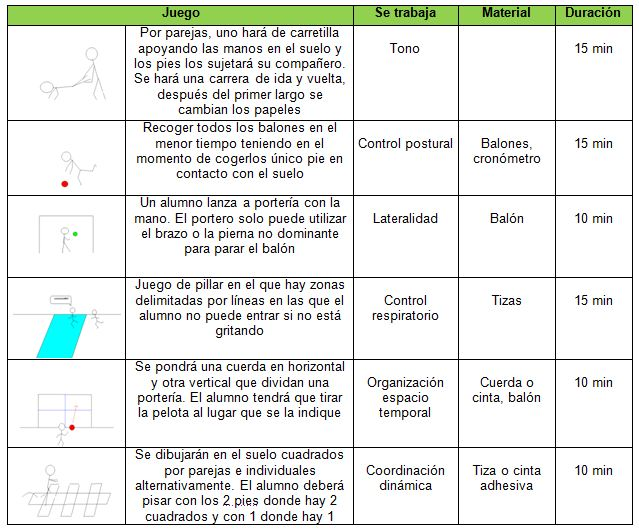 Juego Se trabaja Material Duración
Por parejas, uno hará de carretilla
apoyando las manos en el suelo y
los pies los sujetará su compañero.
Se hará una carrera de ida y vuelta,
después del primer largo se
cambian los papeles
Tono
15 min
Recoger todos los balones en el
menor tiempo teniendo en el
momento de cogerlos único pie en
contacto con el suelo
Control postural
Balones,
cronómetro
15 min
Un alumno lanza a portería con la
mano. El portero solo puede utilizar
el brazo o la pierna no dominante
para parar el balón
Lateralidad
Balón
10 min
Juego de pillar en el que hay zonas
delimitadas por líneas en las que el
alumno no puede entrar si no está
gritando
Control
respiratorio
Tizas
15 min
Se pondrá una cuerda en horizontal
y otra vertical que dividan una
portería. El alumno tendrá que tirar
la pelota al lugar que se la indique
Organización
espacio
temporal
Cuerda o
cinta, balón
10 min
Se dibujarán en el suelo cuadrados
por parejas e individuales
alternativamente. El alumno deberá
pisar con los 2 pies donde hay 2
cuadrados y con 1 donde hay 1
Coordinación
dinámica
Tiza o cinta
adhesiva
10 min